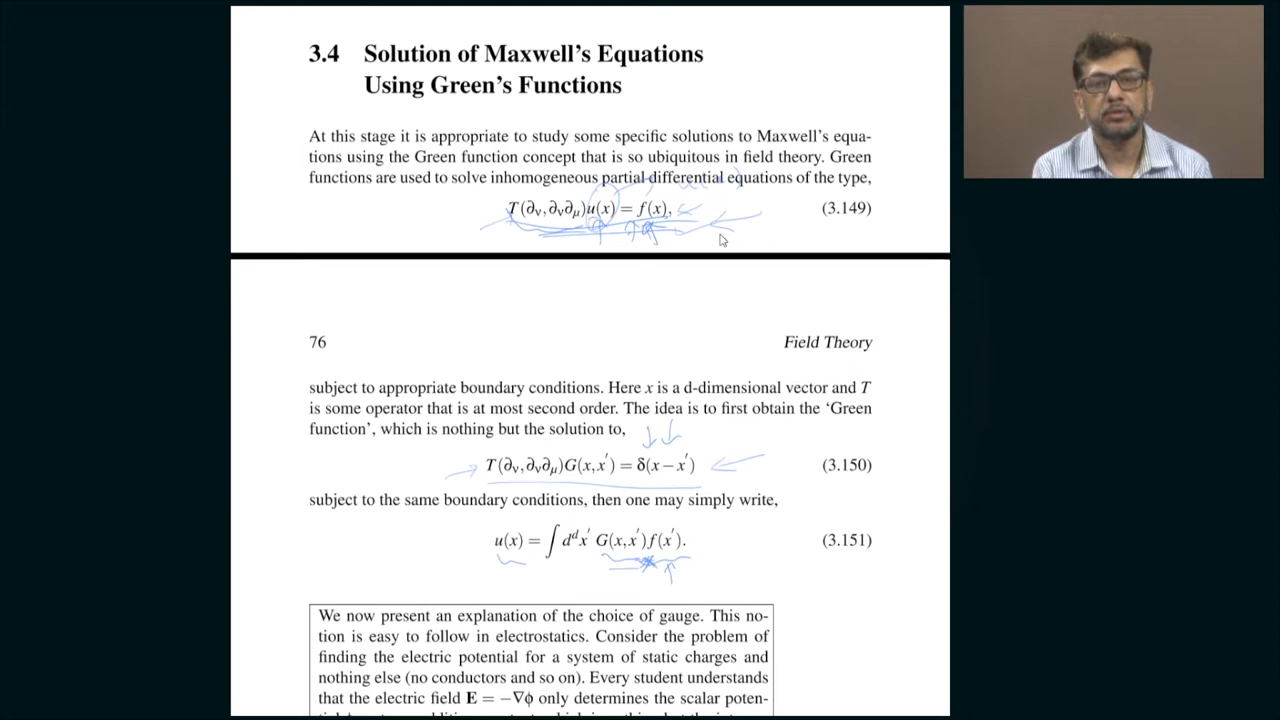 3.4 Solution of Maxwell's Equations
Using Green's Functions
At this stage it is appropriate to study some specific solutions to Maxwell's equa-
tions using the Green function concept that is so ubiquitous in field theory. Green
functions are used to solve inhomogeneous partial differential equations of the type,
T(∂ν,∂ν∂μ)u(x) = f(x), (3.149)
76 Field Theory
subject to appropriate boundary conditions. Here x is a d-dimensional vector and T
is some operator that is at most second order. The idea is to first obtain the 'Green
function', which is nothing but the solution to,
T(∂ν,∂ν∂μ)G(x,x′) = δ(x−x′) (3.150)
subject to the same boundary conditions, then one may simply write,
u(x) = ∫ dᵈx′ G(x,x′)f(x′). (3.151)
We now present an explanation of the choice of gauge. This no-
tion is easy to follow in electrostatics. Consider the problem of
finding the electric potential for a system of static charges and
nothing else (no conductors and so on). Every student understands
that the electric field E = −∇ϕ only determines the scalar poten-